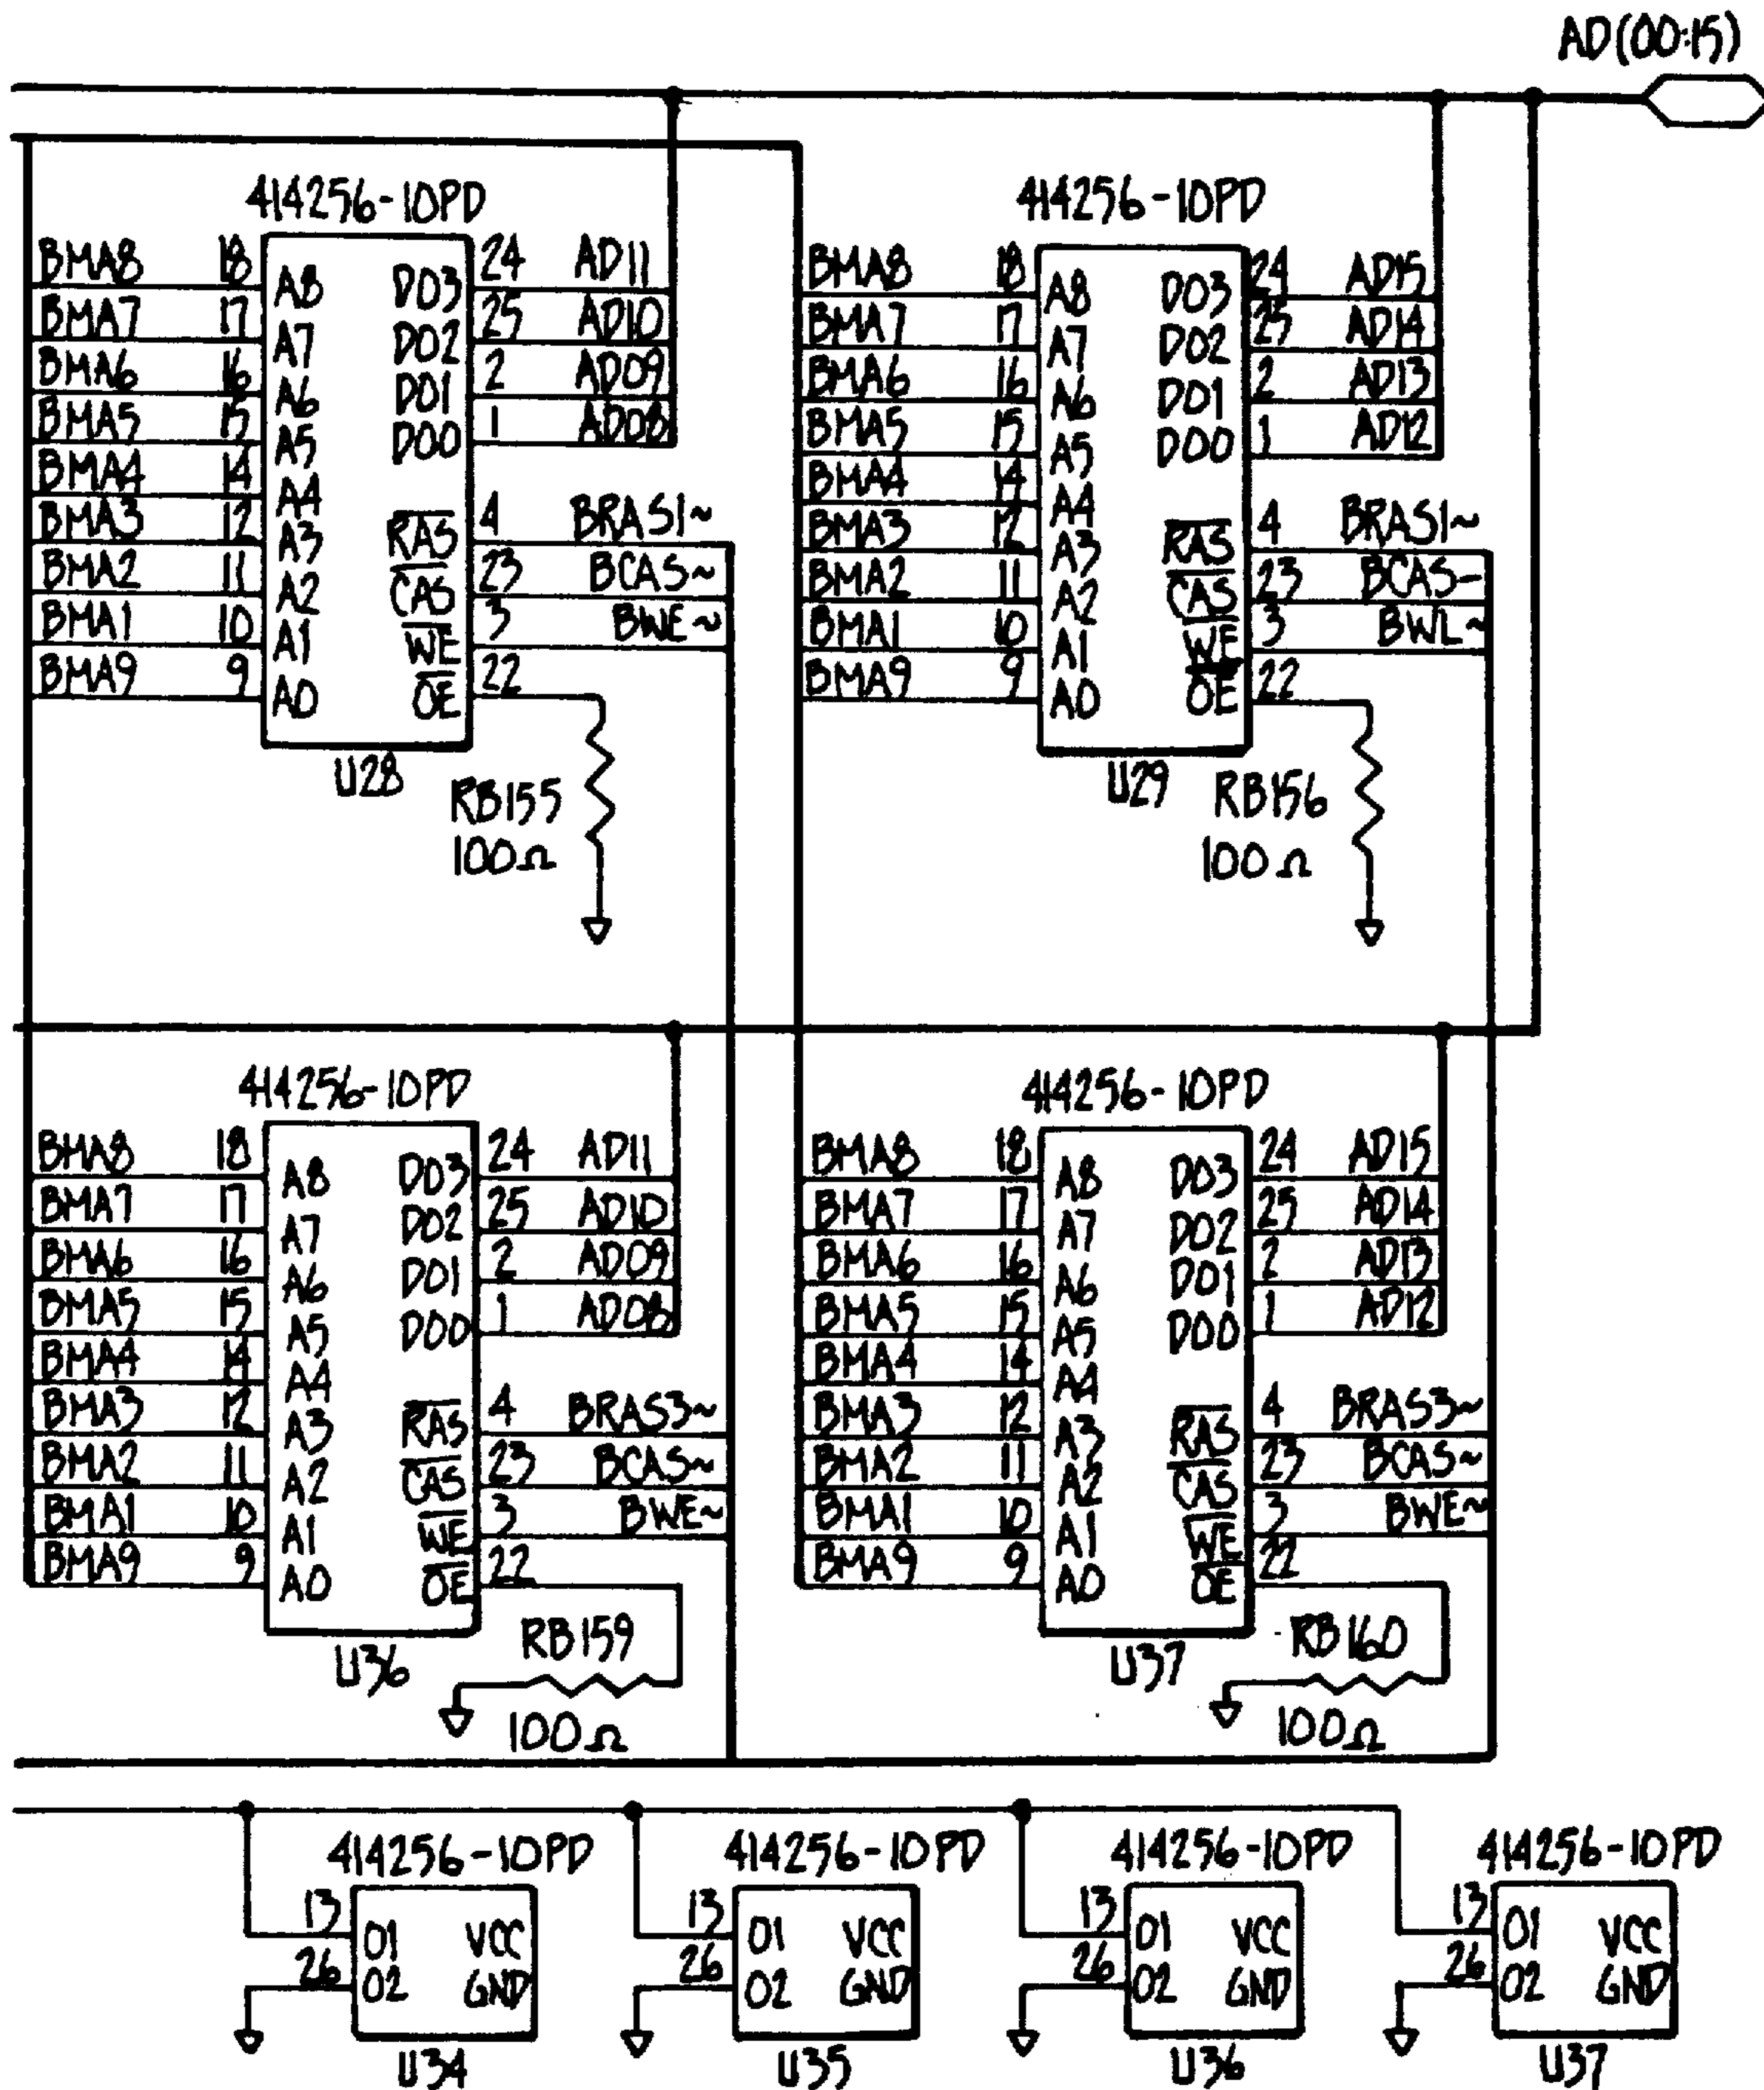 AD(00:15)
414256-10PD
BMA8 18 A8 DO3 24 AD11
BMA7 17 A7 DO2 25 AD10
BMA6 16 A6 DO1 2 AD09
BMA5 15 A5 DO0 1 AD08
BMA4 14 A4
BMA3 12 A3 RAS 4 BRAS1~
BMA2 11 A2 CAS 23 BCAS~
BMA1 10 A1 WE 3 BWE~
BMA9 9 A0 OE 22
U28
RB155
100Ω
414256-10PD
BMA8 18 A8 DO3 24 AD15
BMA7 17 A7 DO2 25 AD14
BMA6 16 A6 DO1 2 AD13
BMA5 15 A5 DO0 1 AD12
BMA4 14 A4
BMA3 12 A3 RAS 4 BRAS1~
BMA2 11 A2 CAS 23 BCAS-
BMA1 10 A1 WE 3 BWL~
BMA9 9 A0 OE 22
U29
RB156
100Ω
414256-10PD
BMA8 18 A8 DO3 24 AD11
BMA7 17 A7 DO2 25 AD10
BMA6 16 A6 DO1 2 AD09
BMA5 15 A5 DO0 1 AD08
BMA4 14 A4
BMA3 12 A3 RAS 4 BRAS3~
BMA2 11 A2 CAS 23 BCAS~
BMA1 10 A1 WE 3 BWE~
BMA9 9 A0 OE 22
U36
RB159
100Ω
414256-10PD
BMA8 18 A8 DO3 24 AD15
BMA7 17 A7 DO2 25 AD14
BMA6 16 A6 DO1 2 AD13
BMA5 15 A5 DO0 1 AD12
BMA4 14 A4
BMA3 12 A3 RAS 4 BRAS3~
BMA2 11 A2 CAS 23 BCAS~
BMA1 10 A1 WE 3 BWE~
BMA9 9 A0 OE 22
U37
RB160
100Ω
414256-10PD
13 O1 VCC
26 O2 GND
U34
414256-10PD
13 O1 VCC
26 O2 GND
U35
414256-10PD
13 O1 VCC
26 O2 GND
U36
414256-10PD
13 O1 VCC
26 O2 GND
U37